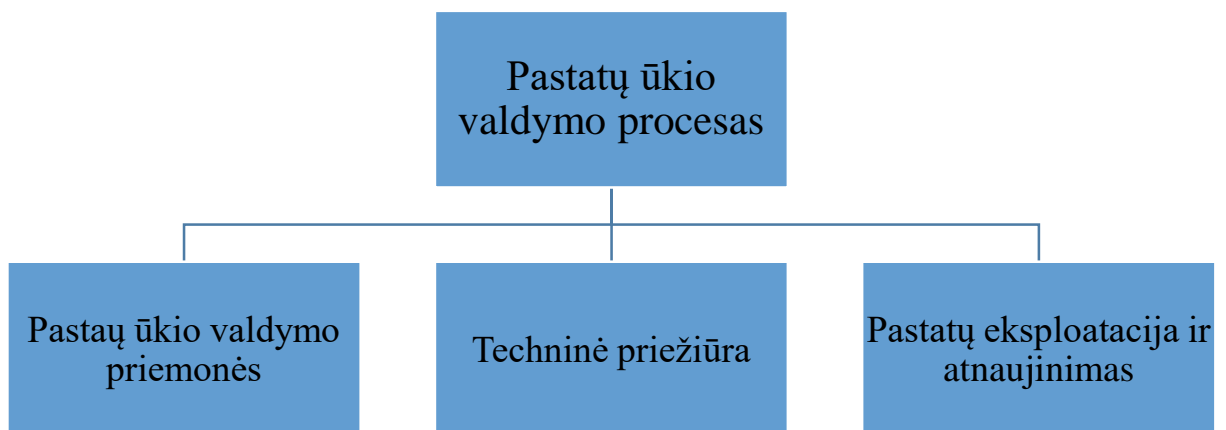 Pastatų ūkio
valdymo procesas
Pastaų ūkio valdymo
priemonės
Techninė priežiūra
Pastatų eksploatacija ir
atnaujinimas